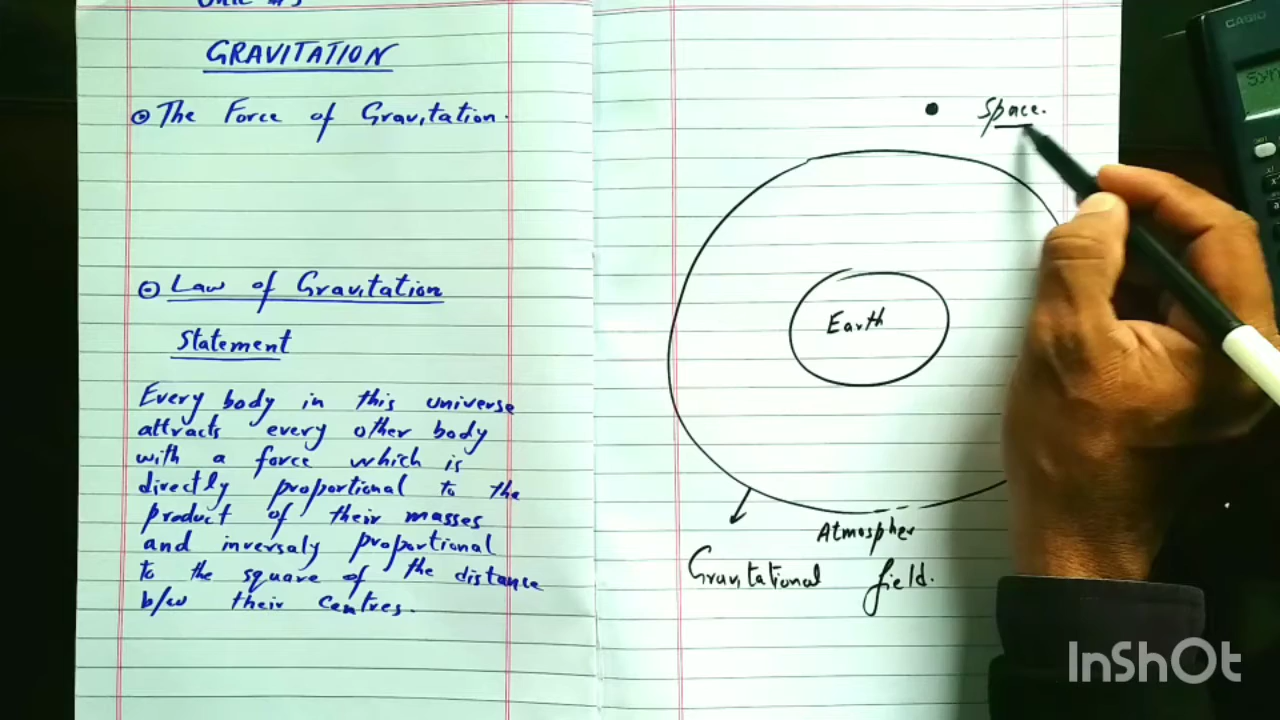 GRAVITATION
The Force of Gravitation.
Law of Gravitation
Statement
Every body in this universe
attracts every other body
with a force which is
directly proportional to the
product of their masses
and inversaly proportional
to the square of the distance
b/w their centres.
Space.
Earth
Atmospher
Gravitational field.
CASIO
InShOt